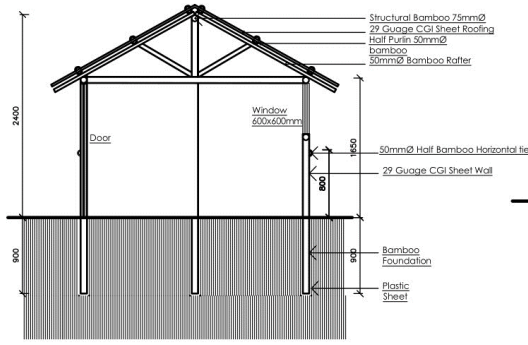 Structural Bamboo 75mmØ
29 Guage CGI Sheet Roofing
Half Purlin 50mmØ
bamboo
50mmØ Bamboo Rafter
2400
Door
Window
600x600mm
1650
50mmØ Half Bamboo Horizontal tie
800
29 Guage CGI Sheet Wall
900
900
Bamboo
Foundation
Plastic
Sheet